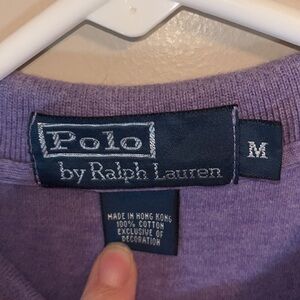 Polo
by Ralph Lauren
M
MADE IN HONG KONG
100% COTTON
EXCLUSIVE OF
DECORATION